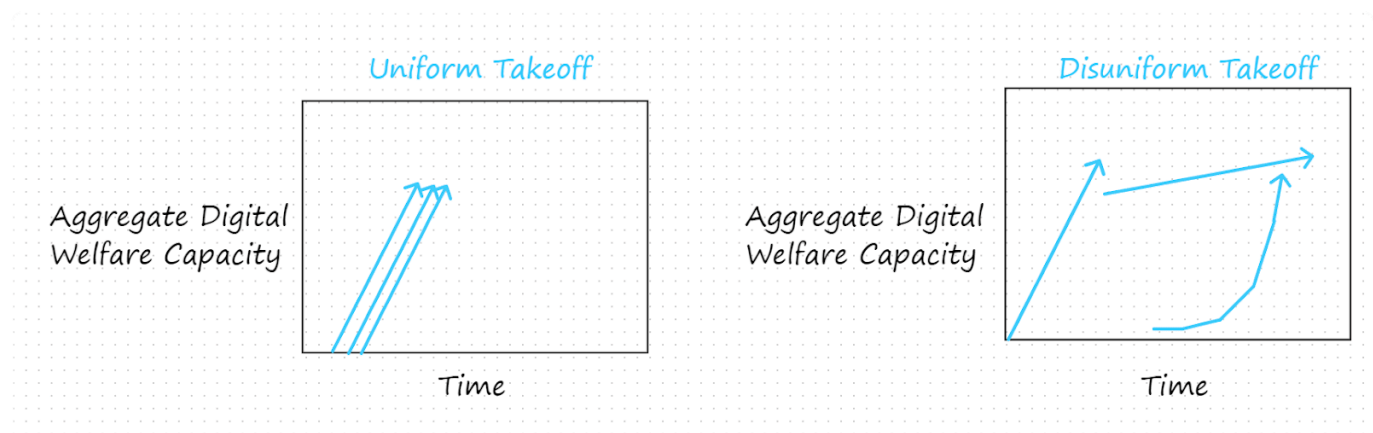 Uniform Takeoff
Aggregate Digital
Welfare Capacity
Time
Disuniform Takeoff
Aggregate Digital
Welfare Capacity
Time